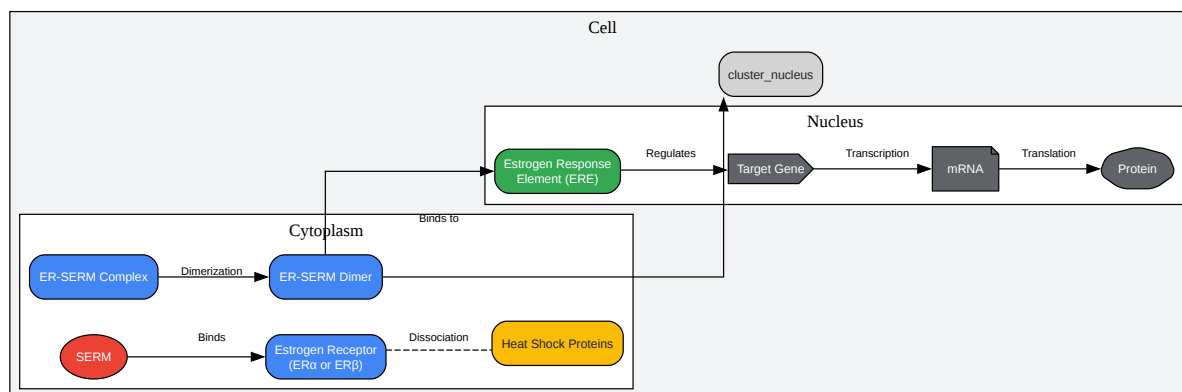 Cell
cluster_nucleus
Nucleus
Estrogen Response
Element (ERE)
Regulates
Target Gene
Transcription
mRNA
Translation
Protein
Binds to
Cytoplasm
ER-SERM Complex
Dimerization
ER-SERM Dimer
SERM
Binds
Estrogen Receptor
(ERα or ERβ)
Dissociation
Heat Shock Proteins